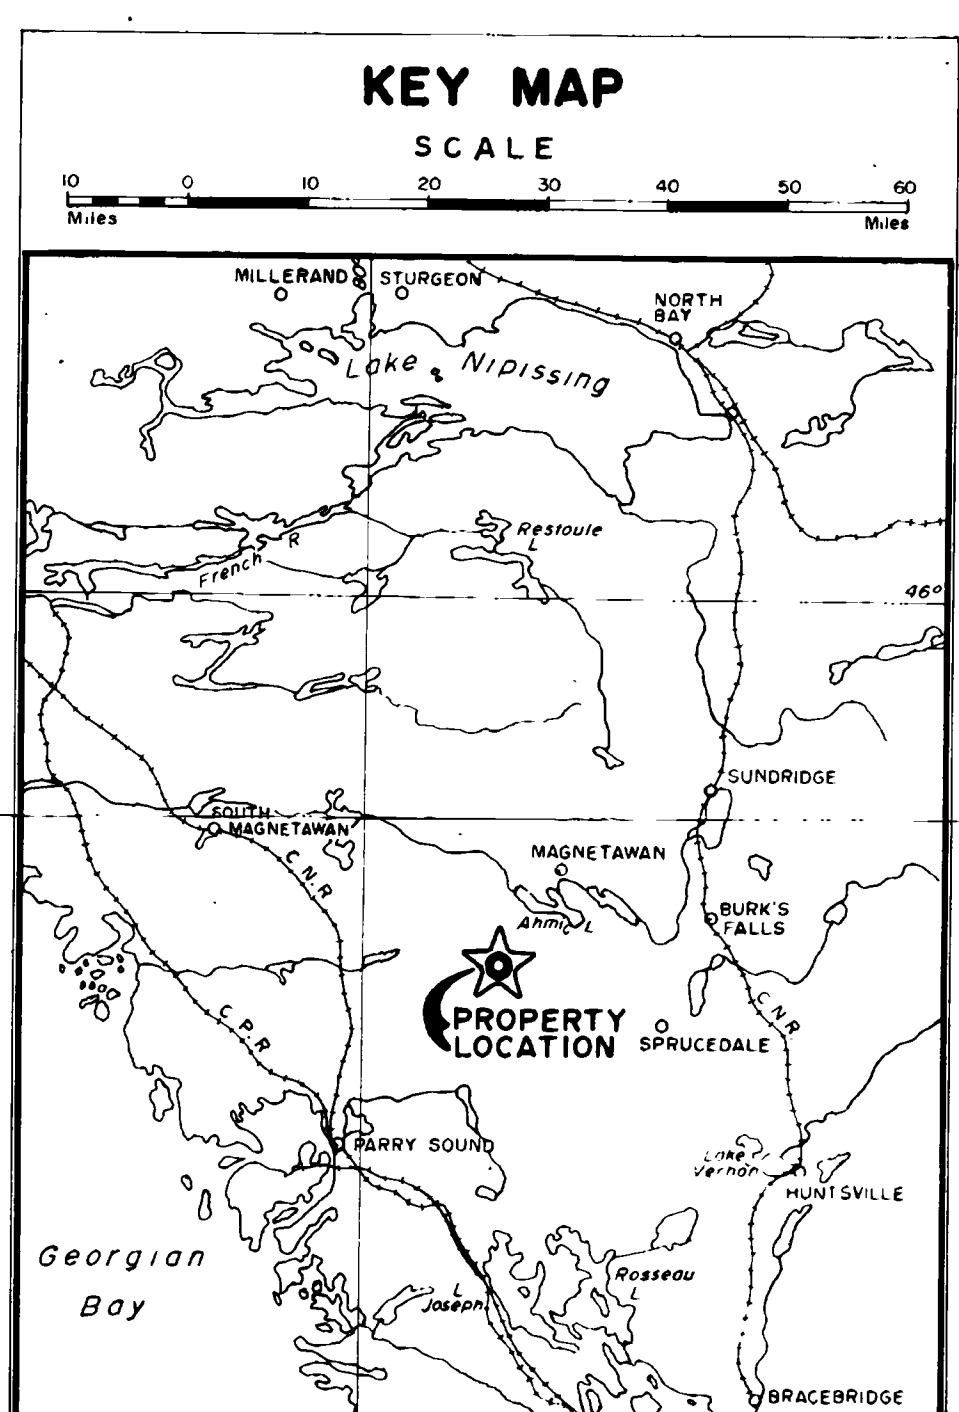 KEY MAP
SCALE
10 0 10 20 30 40 50 60
Miles Miles
MILLERAND
80°
STURGEON
NORTH
BAY
Lake Nipissing
Restoule
L
French R
46°
SUNDRIDGE
SOUTH
MAGNETAWAN
C.N.R
MAGNETAWAN
Ahmic L
BURK'S
FALLS
PROPERTY
LOCATION
SPRUCEDALE
C.N.R
C.P.R
PARRY SOUND
Lake
Vernon
HUNTSVILLE
Georgian
Bay
L
Joseph
Rosseau
L
BRACEBRIDGE